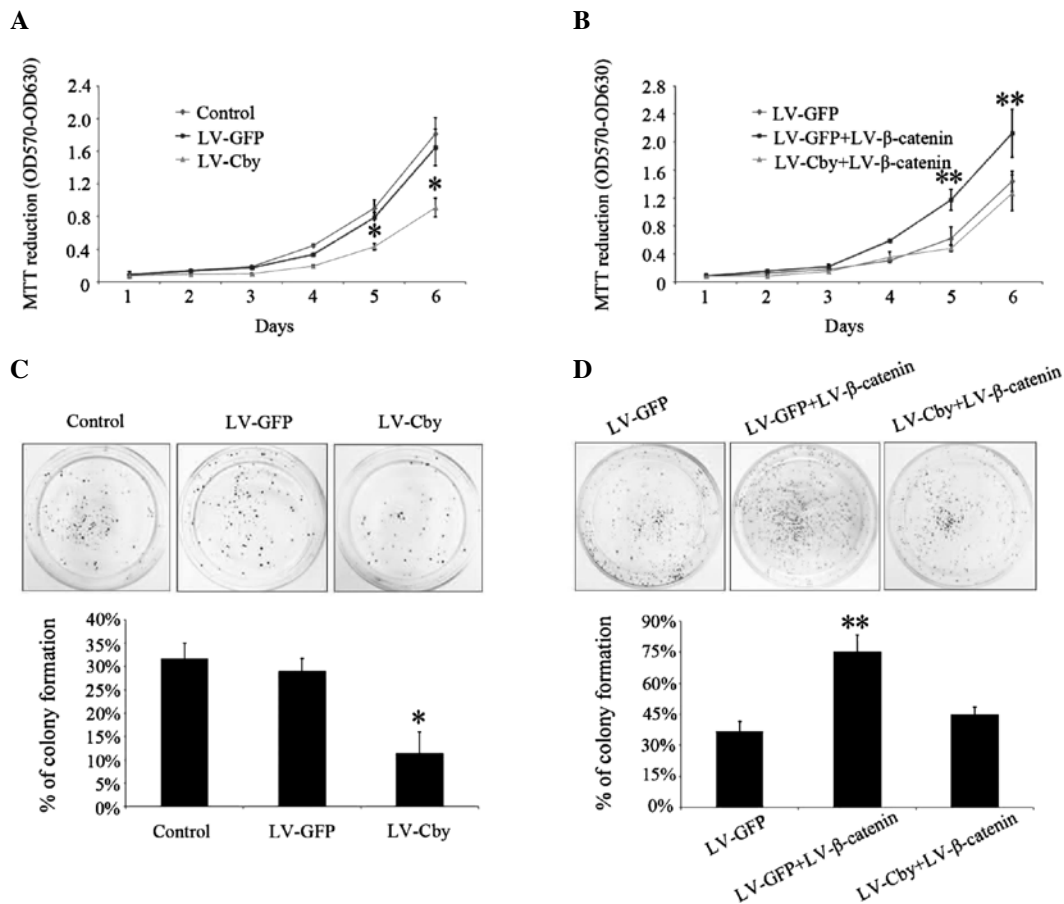 A
MTT reduction (OD570-OD630)
2.4
2.0
1.6
1.2
0.8
0.4
Control
LV-GFP
LV-Cby
*
*
1
2
3
4
5
6
Days
B
MTT reduction (OD570-OD630)
2.8
2.4
2.0
1.6
1.2
0.8
0.4
0
LV-GFP
LV-GFP+LV-β-catenin
LV-Cby+LV-β-catenin
**
**
1
2
3
4
5
6
Days
C
Control
LV-GFP
LV-Cby
% of colony formation
40%
35%
30%
25%
20%
15%
10%
5%
0%
*
Control
LV-GFP
LV-Cby
D
LV-GFP
LV-GFP+LV-β-catenin
LV-Cby+LV-β-catenin
% of colony formation
90%
75%
60%
45%
30%
15%
0%
**
LV-GFP
LV-GFP+LV-β-catenin
LV-Cby+LV-β-catenin